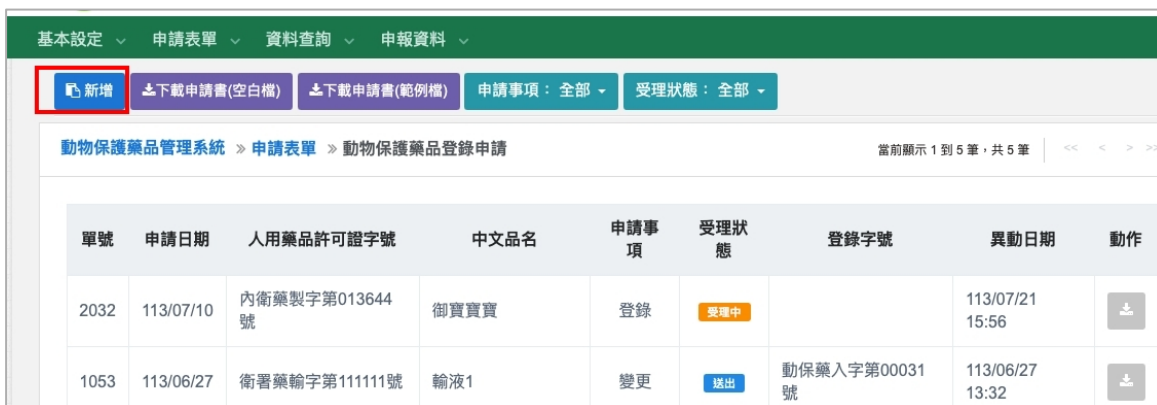 基本設定 申請表單 資料查詢 申報資料
新增 下載申請書(空白檔) 下載申請書(範例檔) 申請事項： 全部 受理狀態： 全部
動物保護藥品管理系統 » 申請表單 » 動物保護藥品登錄申請 當前顯示 1 到 5 筆，共 5 筆 << < > >>
單號 申請日期 人用藥品許可證字號 中文品名 申請事項 受理狀態 登錄字號 異動日期 動作
2032 113/07/10 內衛藥製字第013644號 御寶寶寶 登錄 受理中 113/07/21 15:56
1053 113/06/27 衛署藥輸字第111111號 輸液1 變更 送出 動保藥入字第00031號 113/06/27 13:32